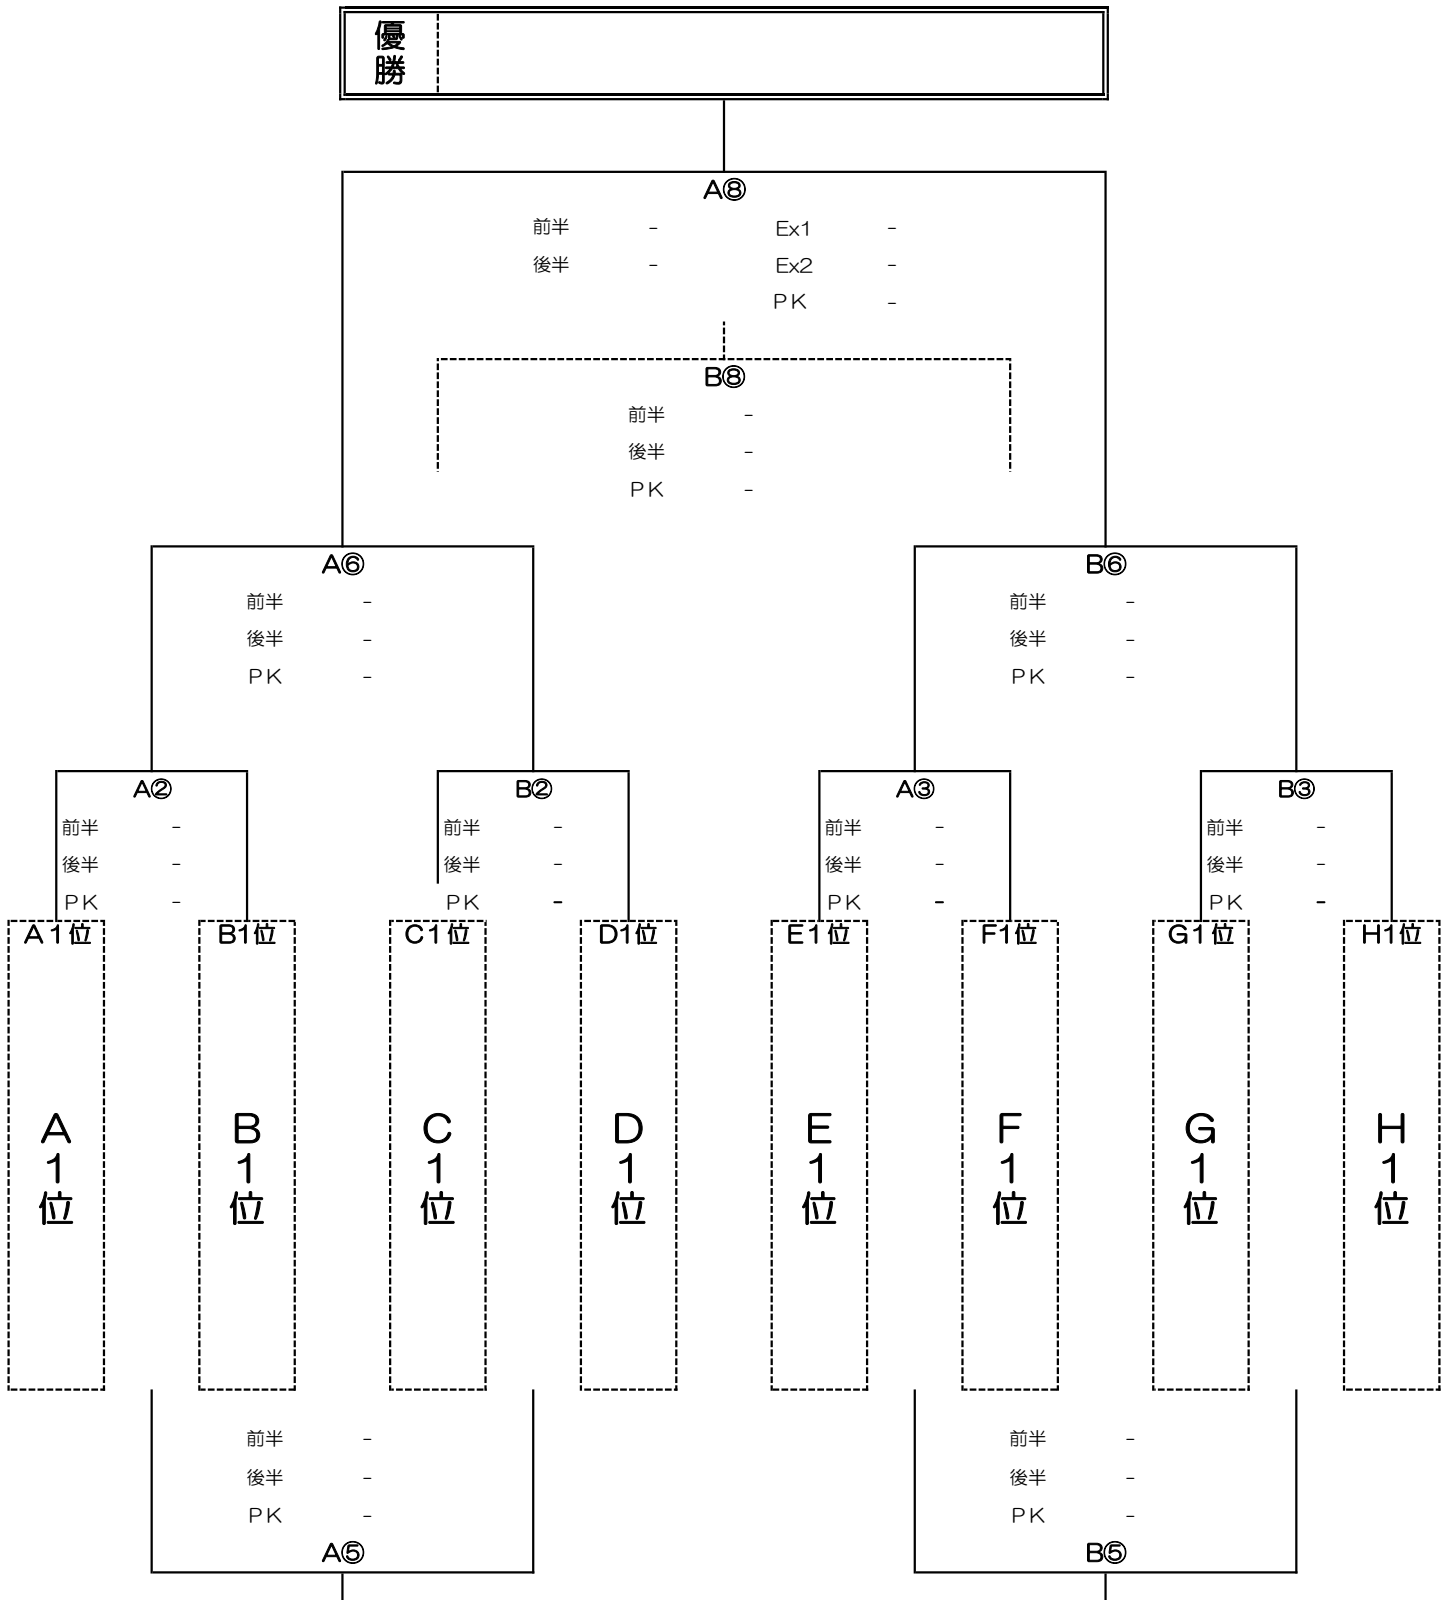 優
勝
A⑧
前半 - Ex1 -
後半 - Ex2 -
PK -
B⑧
前半 -
後半 -
PK -
A⑥ B⑥
前半 - 前半 -
後半 - 後半 -
PK - PK -
A② B② A③ B③
前半 - 前半 - 前半 - 前半 -
後半 - 後半 - 後半 - 後半 -
PK - PK - PK - PK -
A1位 B1位 C1位 D1位 E1位 F1位 G1位 H1位
A B C D E F G H
1 1 1 1 1 1 1 1
位 位 位 位 位 位 位 位
前半 - 前半 -
後半 - 後半 -
PK - PK -
A⑤ B⑤